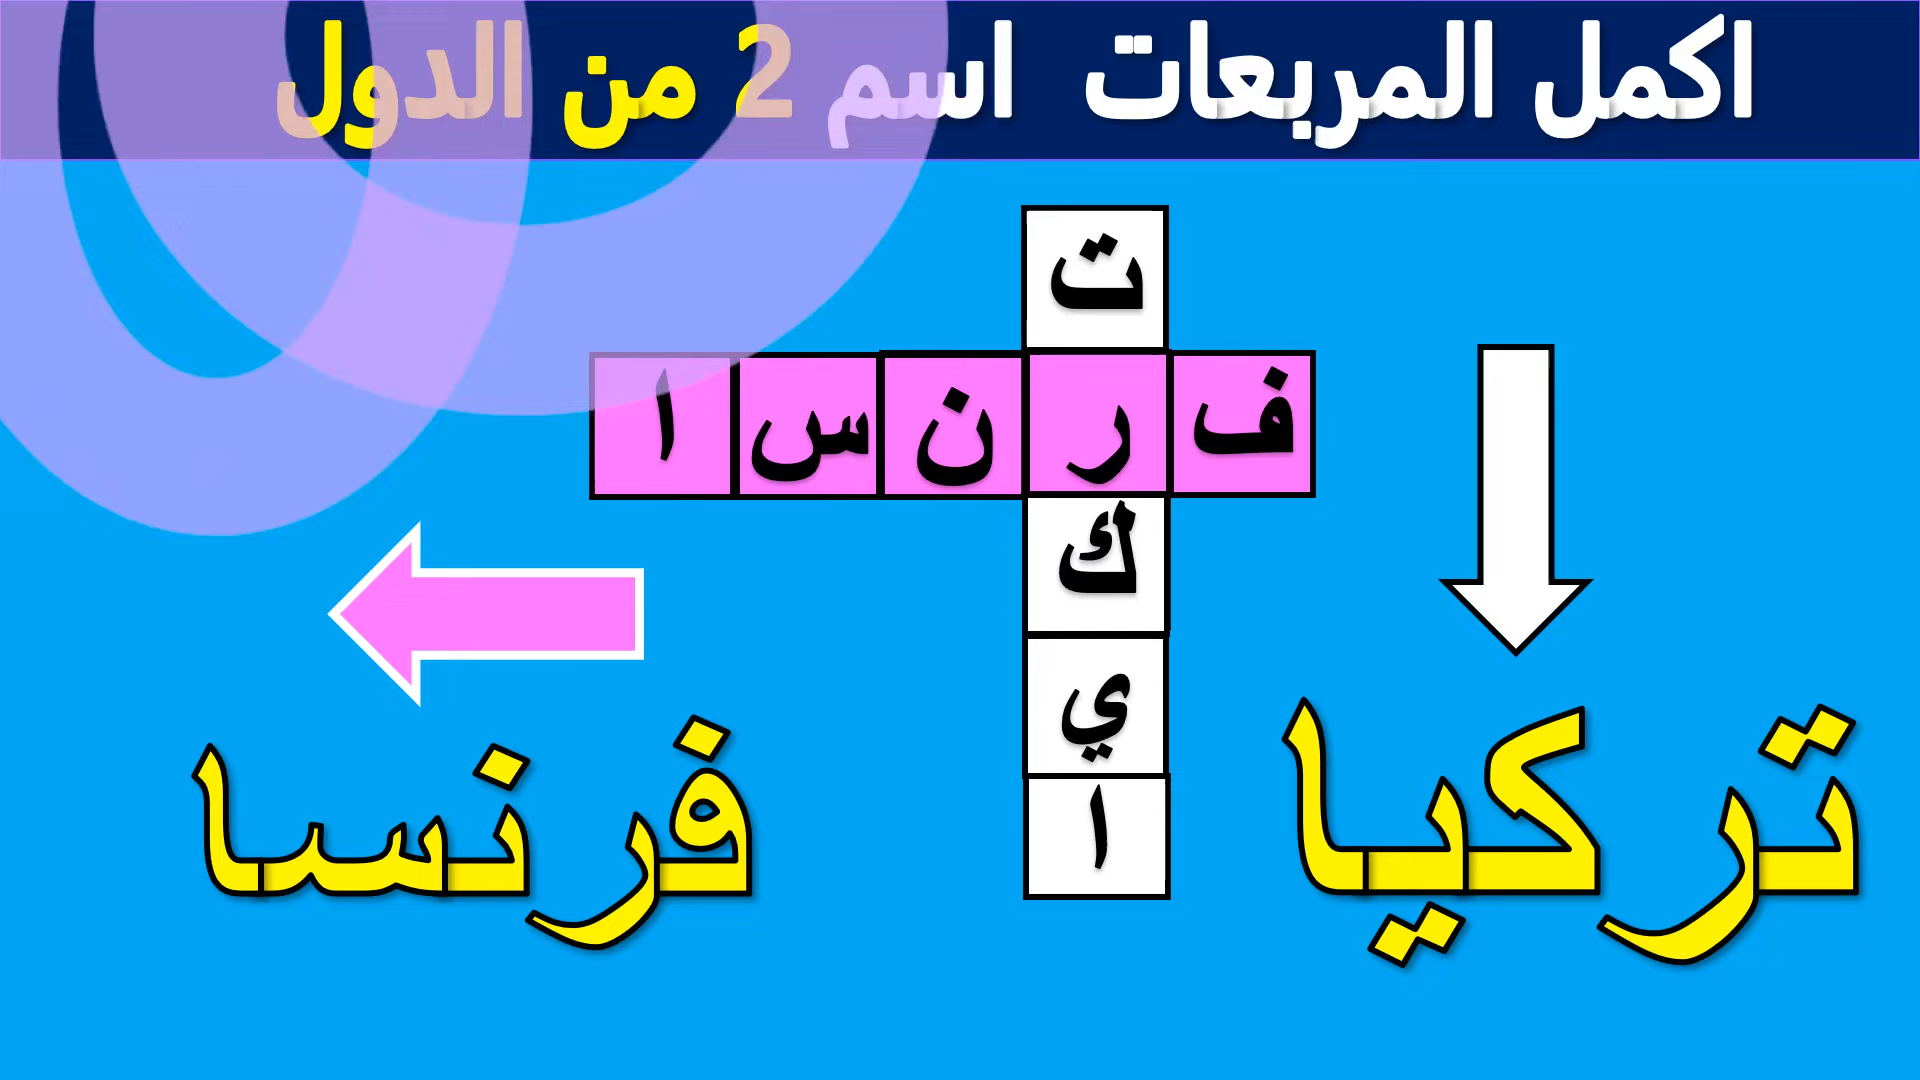 اكمل المربعات اسم 2 من الدول
ت
ف ر ن س ا
ك
ي
ا
تركيا
فرنسا